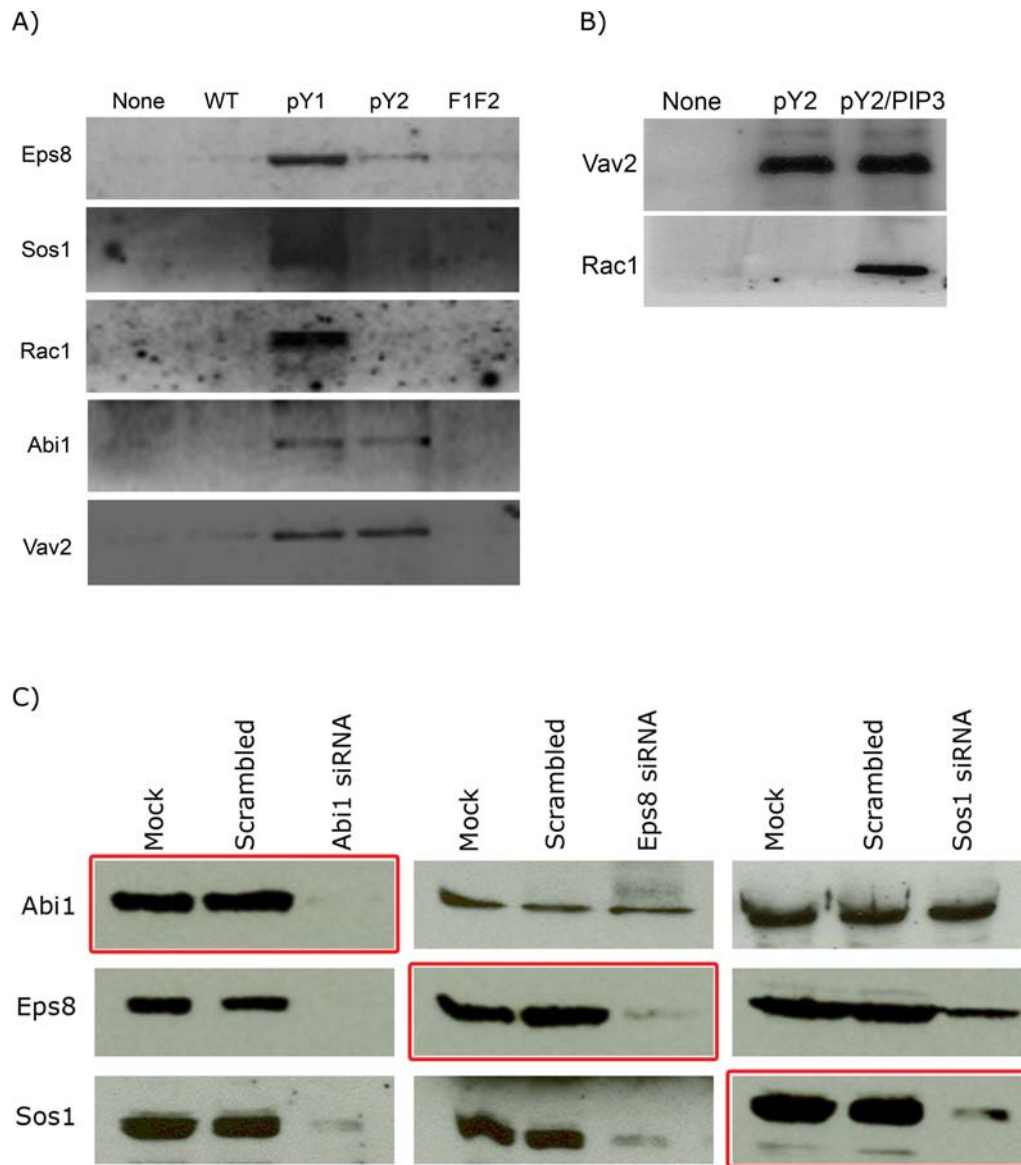 A)
None WT pY1 pY2 F1F2
Eps8
Sos1
Rac1
Abi1
Vav2
B)
None pY2 pY2/PIP3
Vav2
Rac1
C)
Mock Scrambled Abi1 siRNA Mock Scrambled Eps8 siRNA Mock Scrambled Sos1 siRNA
Abi1
Eps8
Sos1